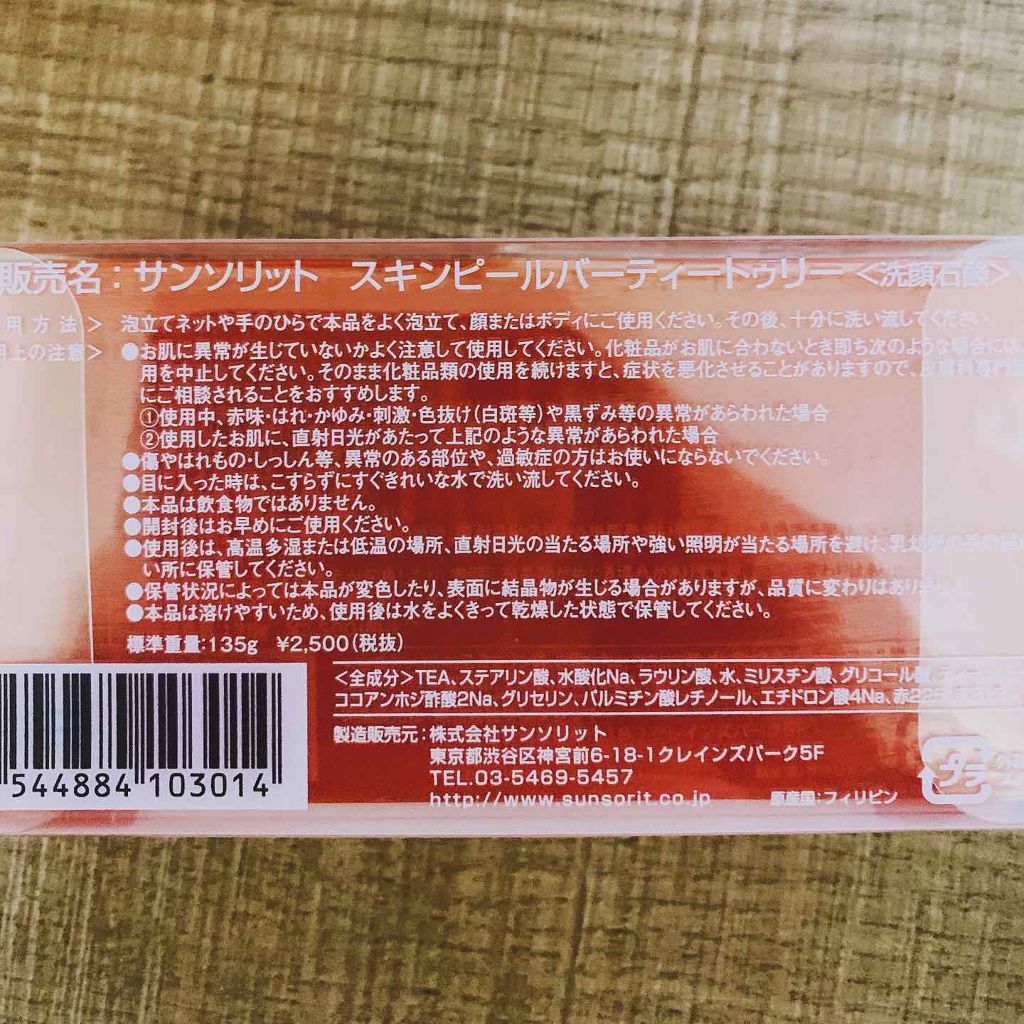 販売名：サンソリット スキンピールバーティートゥリー＜洗顔石鹸＞
用方法＞ 泡立てネットや手のひらで本品をよく泡立て、顔またはボディにご使用ください。その後、十分に洗い流してください。
上の注意＞ ●お肌に異常が生じていないかよく注意して使用してください。化粧品がお肌に合わないとき即ち次のような場合には
用を中止してください。そのまま化粧品類の使用を続けますと、症状を悪化させることがありますので、皮膚科専門医
にご相談されることをおすすめします。
①使用中、赤味・はれ・かゆみ・刺激・色抜け（白斑等）や黒ずみ等の異常があらわれた場合
②使用したお肌に、直射日光があたって上記のような異常があらわれた場合
●傷やはれもの・しっしん等、異常のある部位や、過敏症の方はお使いにならないでください。
●目に入った時は、こすらずにすぐきれいな水で洗い流してください。
●本品は飲食物ではありません。
●開封後はお早めにご使用ください。
●使用後は、高温多湿または低温の場所、直射日光の当たる場所や強い照明が当たる場所を避け、乳幼児の手の届
い所に保管してください。
●保管状況によっては本品が変色したり、表面に結晶物が生じる場合がありますが、品質に変わりはありません。
●本品は溶けやすいため、使用後は水をよくきって乾燥した状態で保管してください。
標準重量：135g ¥2,500（税抜）
＜全成分＞TEA、ステアリン酸、水酸化Na、ラウリン酸、水、ミリスチン酸、グリコール酸、
ココアンホジ酢酸2Na、グリセリン、パルミチン酸レチノール、エチドロン酸4Na、赤225
製造販売元：株式会社サンソリット
東京都渋谷区神宮前6-18-1クレインズパーク5F
TEL.03-5469-5457
http://www.sunsorit.co.jp 原産国：フィリピン
プラ
544884 103014